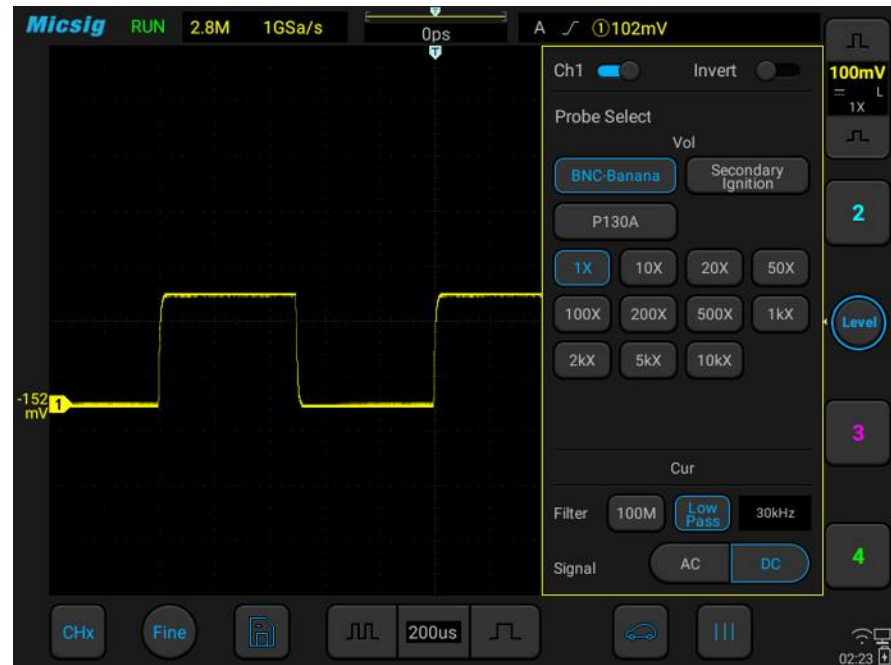 Micsig RUN 2.8M 1GSa/s 0ps A ①102mV
T
T
Ch1 Invert
100mV
L
1X
Probe Select
Vol
BNC-Banana Secondary Ignition
P130A
2
1X 10X 20X 50X
100X 200X 500X 1kX
Level
2kX 5kX 10kX
-152 mV 1
3
Cur
Filter 100M Low Pass 30kHz
Signal AC DC
4
CHx Fine 200us
02:23